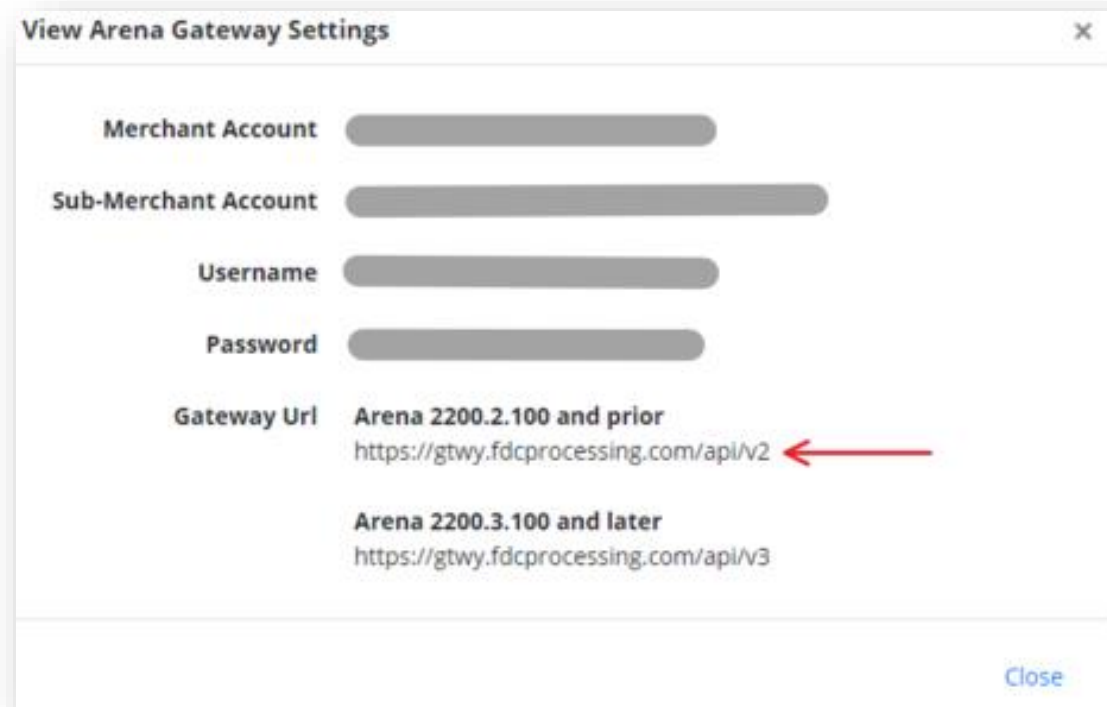 View Arena Gateway Settings ×
Merchant Account
Sub-Merchant Account
Username
Password
Gateway Url Arena 2200.2.100 and prior
https://gtwy.fdcprocessing.com/api/v2
Arena 2200.3.100 and later
https://gtwy.fdcprocessing.com/api/v3
Close